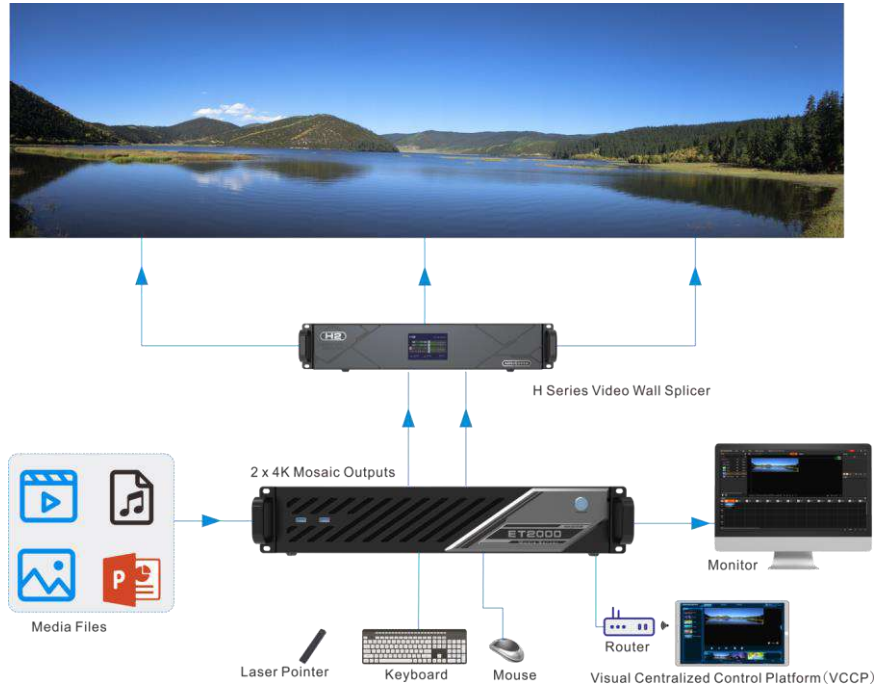 H2
H Series Video Wall Splicer
2 x 4K Mosaic Outputs
ET2000
P
Monitor
Media Files
Laser Pointer
Keyboard
Mouse
Router
Visual Centralized Control Platform(VCCP)